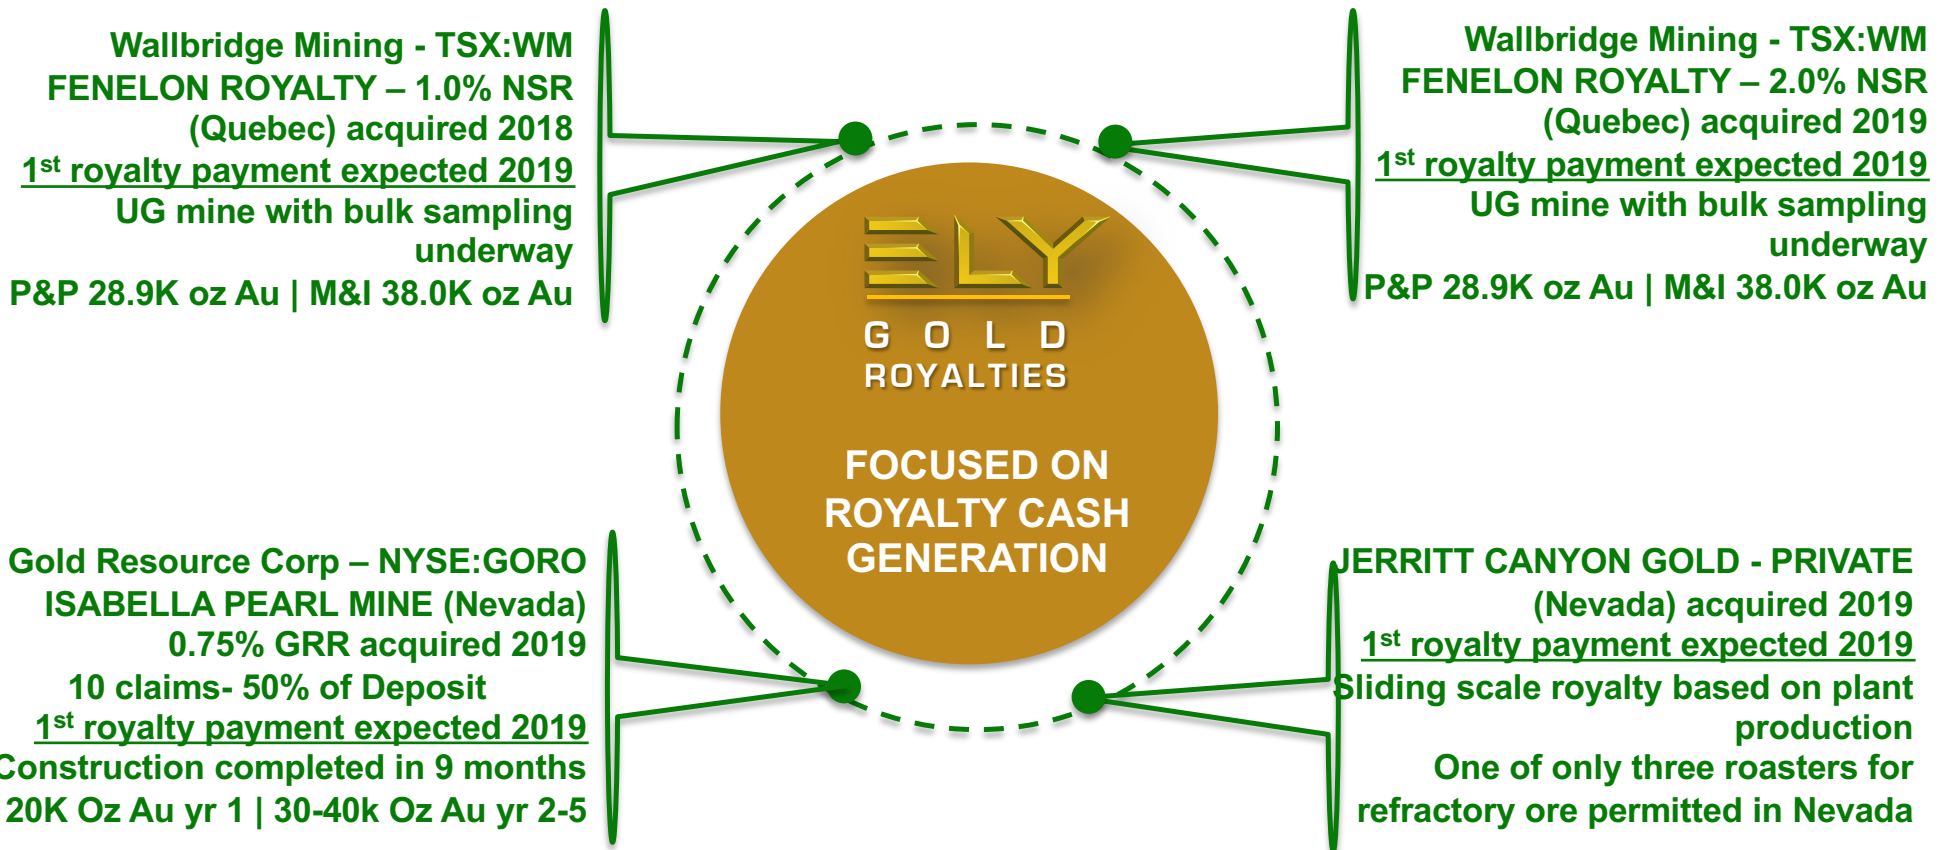 Wallbridge Mining - TSX:WM
FENELON ROYALTY – 1.0% NSR
(Quebec) acquired 2018
1st royalty payment expected 2019
UG mine with bulk sampling
underway
P&P 28.9K oz Au | M&I 38.0K oz Au
Wallbridge Mining - TSX:WM
FENELON ROYALTY – 2.0% NSR
(Quebec) acquired 2019
1st royalty payment expected 2019
UG mine with bulk sampling
underway
P&P 28.9K oz Au | M&I 38.0K oz Au
ELY
GOLD
ROYALTIES
FOCUSED ON
ROYALTY CASH
GENERATION
Gold Resource Corp – NYSE:GORO
ISABELLA PEARL MINE (Nevada)
0.75% GRR acquired 2019
10 claims- 50% of Deposit
1st royalty payment expected 2019
Construction completed in 9 months
20K Oz Au yr 1 | 30-40k Oz Au yr 2-5
JERRITT CANYON GOLD - PRIVATE
(Nevada) acquired 2019
1st royalty payment expected 2019
Sliding scale royalty based on plant
production
One of only three roasters for
refractory ore permitted in Nevada